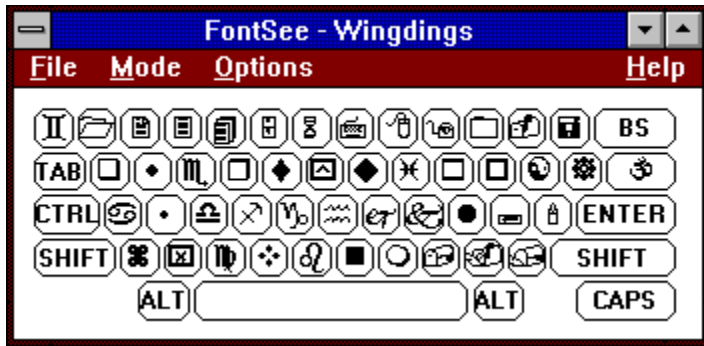 FontSee - Wingdings
File Mode Options Help
BS
TAB
CTRL ENTER
SHIFT SHIFT
ALT ALT CAPS